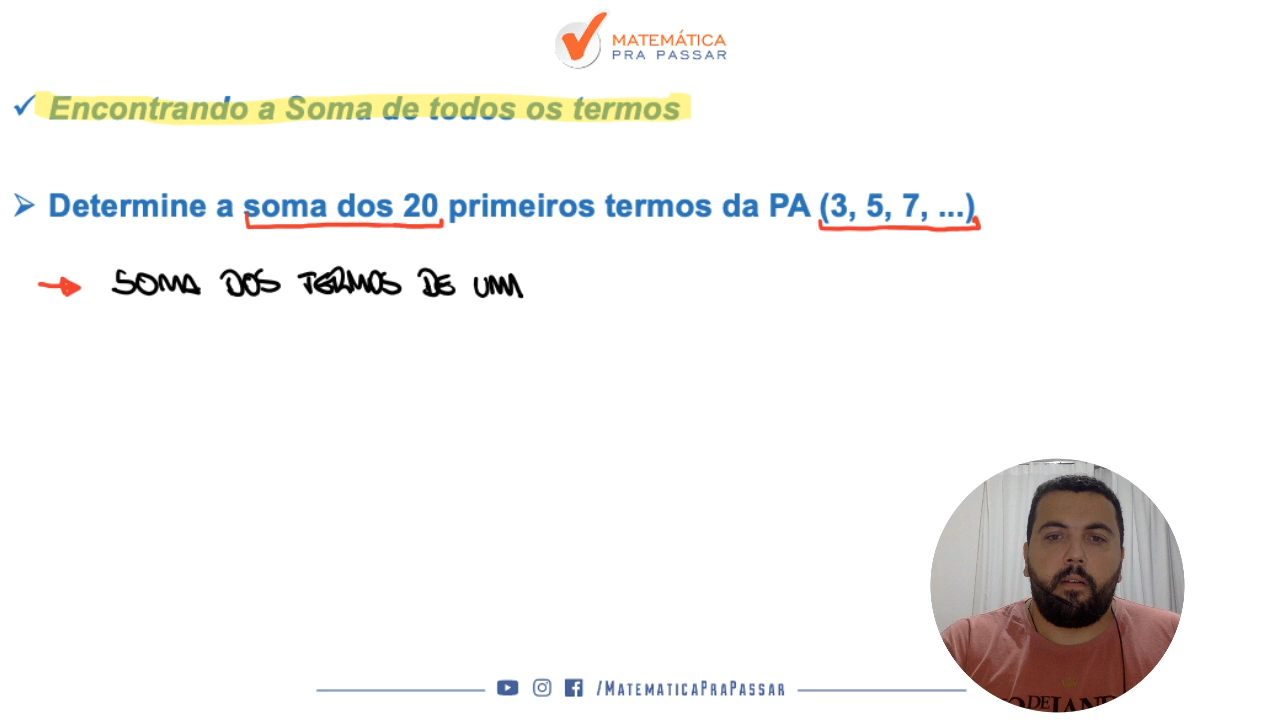 MATEMÁTICA
PRA PASSAR
Encontrando a Soma de todos os termos
Determine a soma dos 20 primeiros termos da PA (3, 5, 7, ...)
SOMA DOS TERMOS DE UM
/MATEMATICAPRAPASSAR